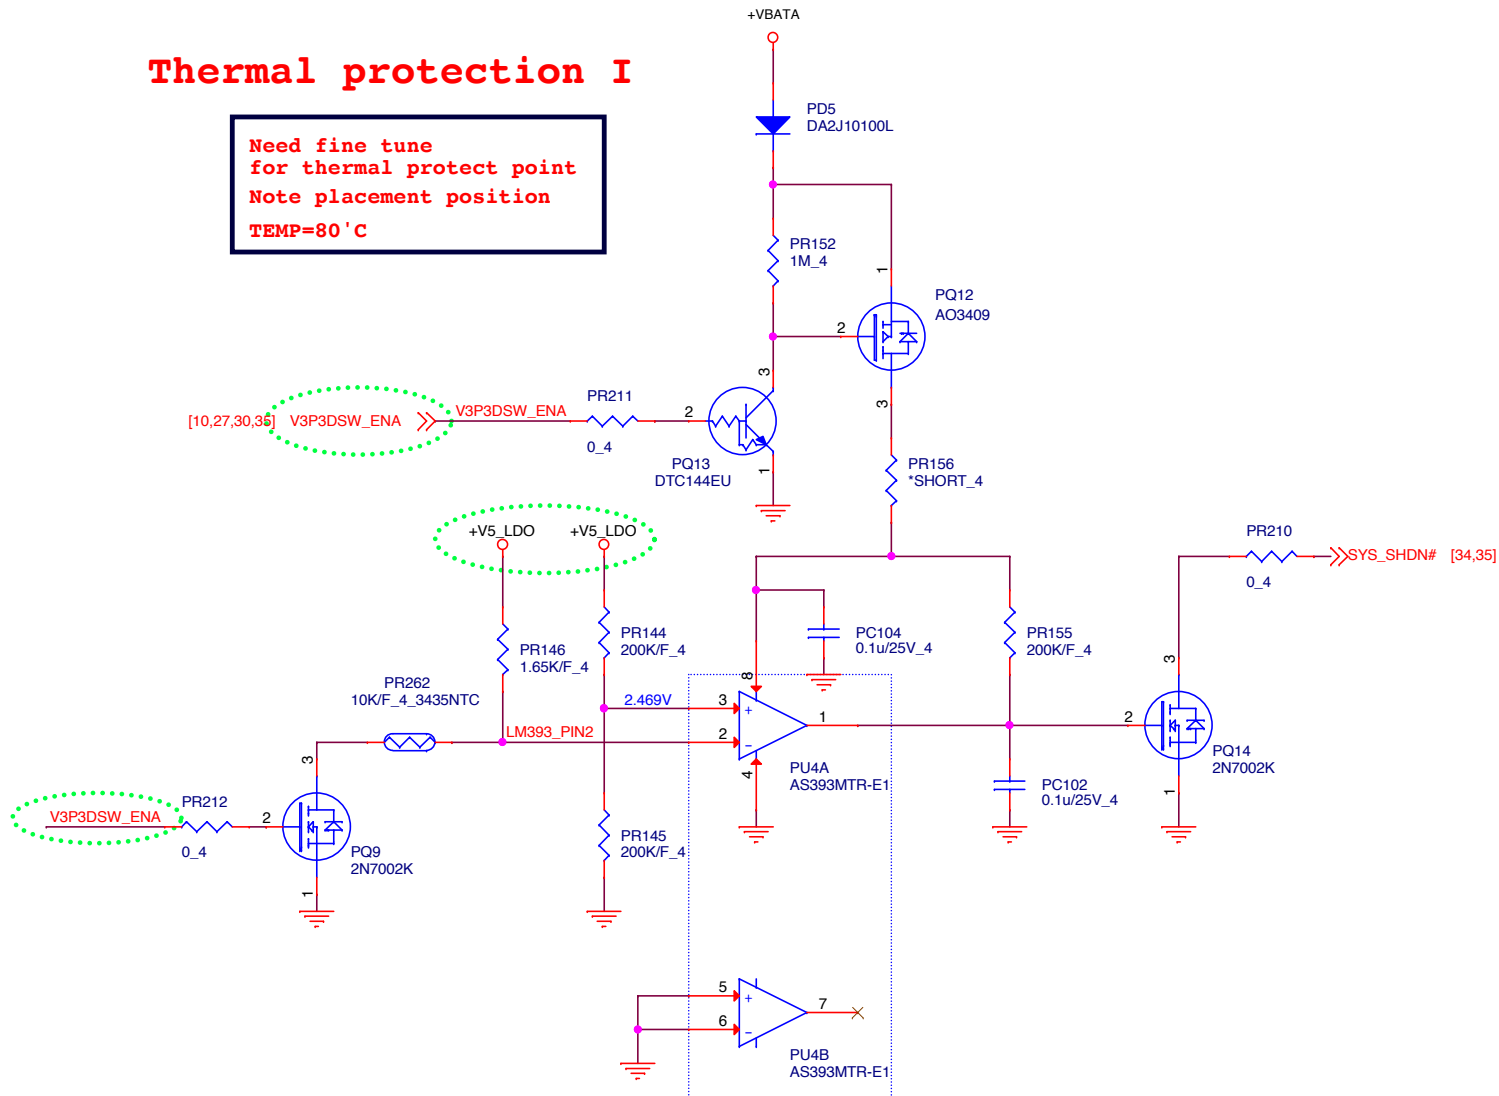 +VBATA
Thermal protection I
PD5
DA2J10100L
Need fine tune
for thermal protect point
Note placement position
TEMP=80'C
PR152
1M_4
1
PQ12
AO3409
2
3
3
PR211
[10,27,30,35] V3P3DSW_ENA
V3P3DSW_ENA
2
0_4
PQ13
DTC144EU
1
PR156
*SHORT_4
+V5_LDO
+V5_LDO
PR210
SYS_SHDN# [34,35]
0_4
PR146
1.65K/F_4
PR144
200K/F_4
PC104
0.1u/25V_4
PR155
200K/F_4
8
3
PR262
10K/F_4_3435NTC
2.469V
3
+
1
2
LM393_PIN2
2
−
4
PU4A
AS393MTR-E1
PQ14
2N7002K
3
PC102
0.1u/25V_4
1
V3P3DSW_ENA
PR212
2
0_4
PQ9
2N7002K
1
PR145
200K/F_4
5
+
7
6
−
PU4B
AS393MTR-E1